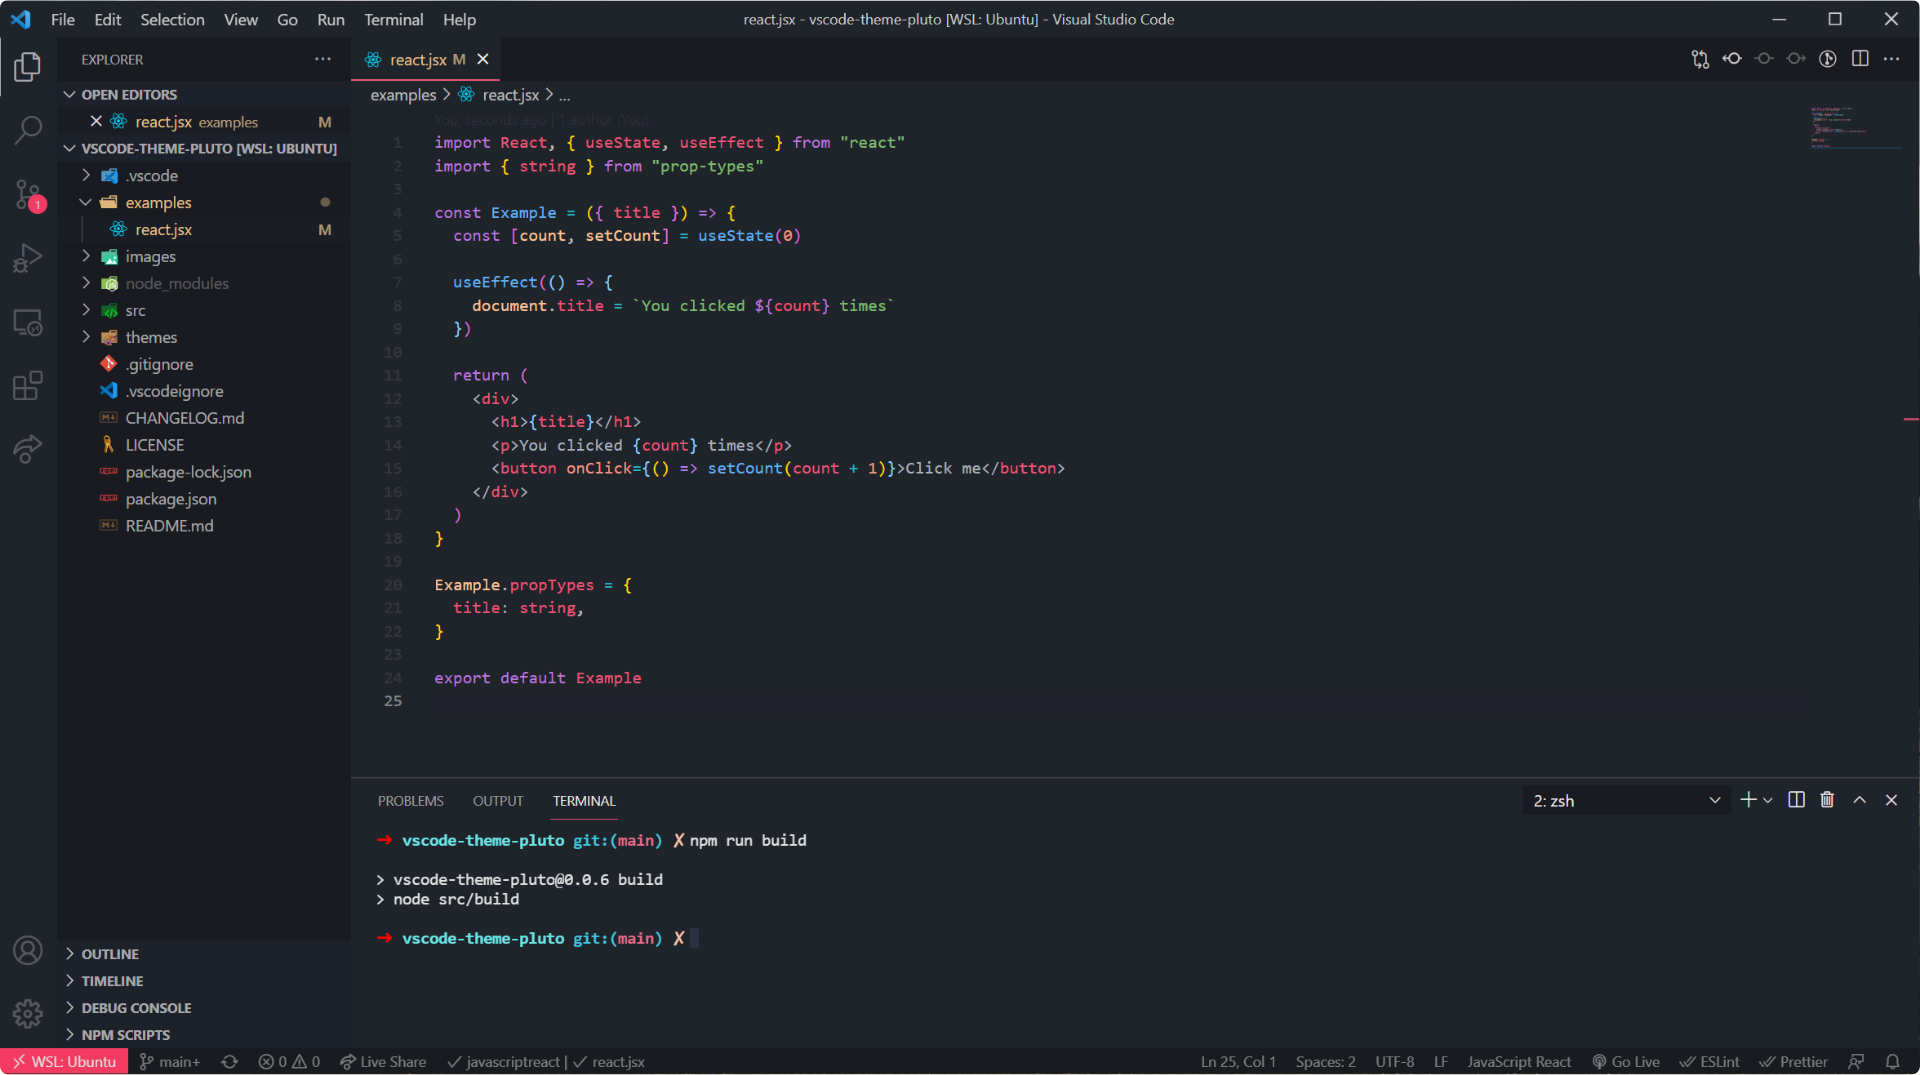 File Edit Selection View Go Run Terminal Help
react.jsx - vscode-theme-pluto [WSL: Ubuntu] - Visual Studio Code
EXPLORER
OPEN EDITORS
react.jsx examples M
VSCODE-THEME-PLUTO [WSL: UBUNTU]
.vscode
examples
react.jsx M
images
node_modules
src
themes
.gitignore
.vscodeignore
CHANGELOG.md
LICENSE
package-lock.json
package.json
README.md
OUTLINE
TIMELINE
DEBUG CONSOLE
NPM SCRIPTS
1
react.jsx M
examples > react.jsx > ...
You, seconds ago | 1 author (You)
1 import React, { useState, useEffect } from "react"
2 import { string } from "prop-types"
3
4 const Example = ({ title }) => {
5   const [count, setCount] = useState(0)
6
7   useEffect(() => {
8     document.title = `You clicked ${count} times`
9   })
10
11   return (
12     <div>
13       <h1>{title}</h1>
14       <p>You clicked {count} times</p>
15       <button onClick={() => setCount(count + 1)}>Click me</button>
16     </div>
17   )
18 }
19
20 Example.propTypes = {
21   title: string,
22 }
23
24 export default Example
25
PROBLEMS OUTPUT TERMINAL
2: zsh
➜ vscode-theme-pluto git:(main) ✗ npm run build
> vscode-theme-pluto@0.0.6 build
> node src/build
➜ vscode-theme-pluto git:(main) ✗
WSL: Ubuntu main+ 0 0 Live Share ✓ javascriptreact | ✓ react.jsx
Ln 25, Col 1 Spaces: 2 UTF-8 LF JavaScript React Go Live ESLint Prettier